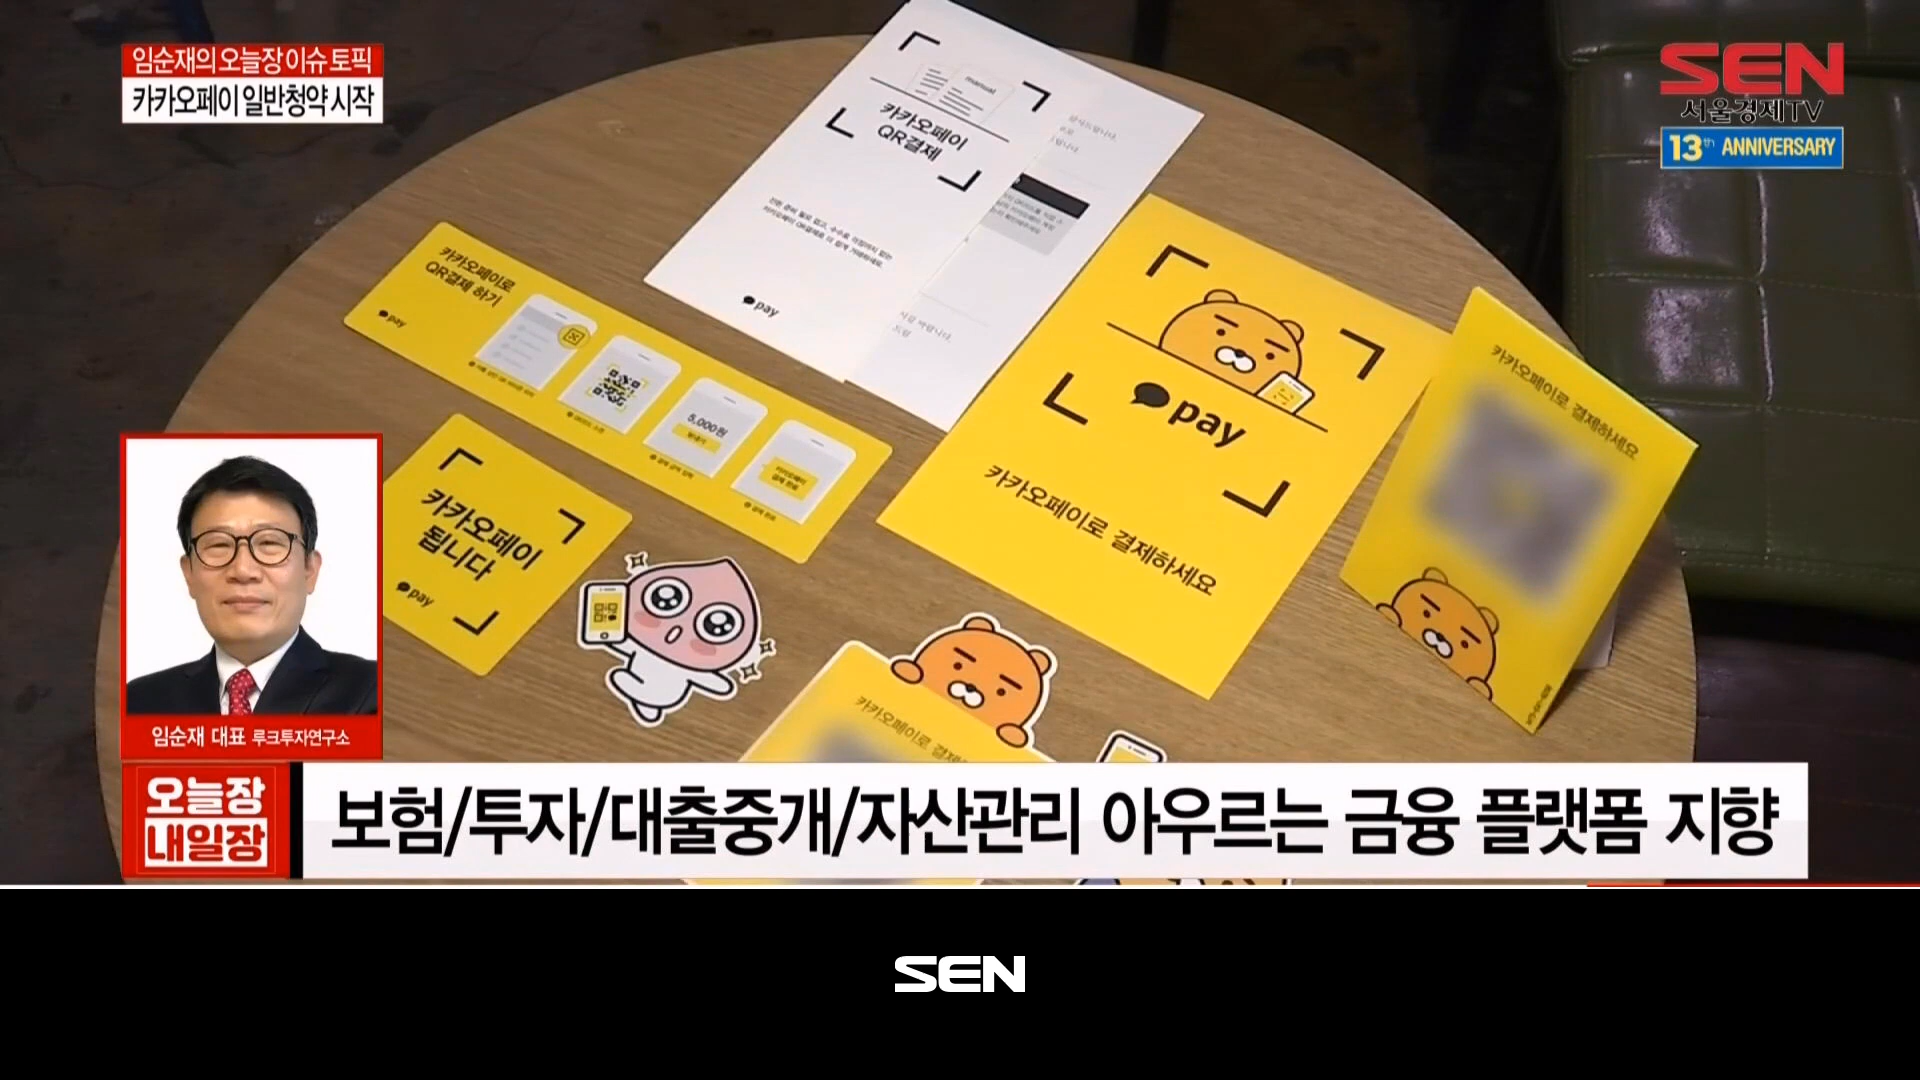 임순재의 오늘장 이슈 토픽
카카오페이 일반청약 시작
SEN
서울경제TV
13th ANNIVERSARY
manual
카카오페이
QR결제
pay
카카오페이로
QR결제 하기
pay
5,000원
카카오페이
됩니다
pay
pay
카카오페이로 결제하세요
카카오페이로 결제하세요
카카오페이로
임순재 대표 루크투자연구소
오늘장
내일장
보험/투자/대출중개/자산관리 아우르는 금융 플랫폼 지향
SEN